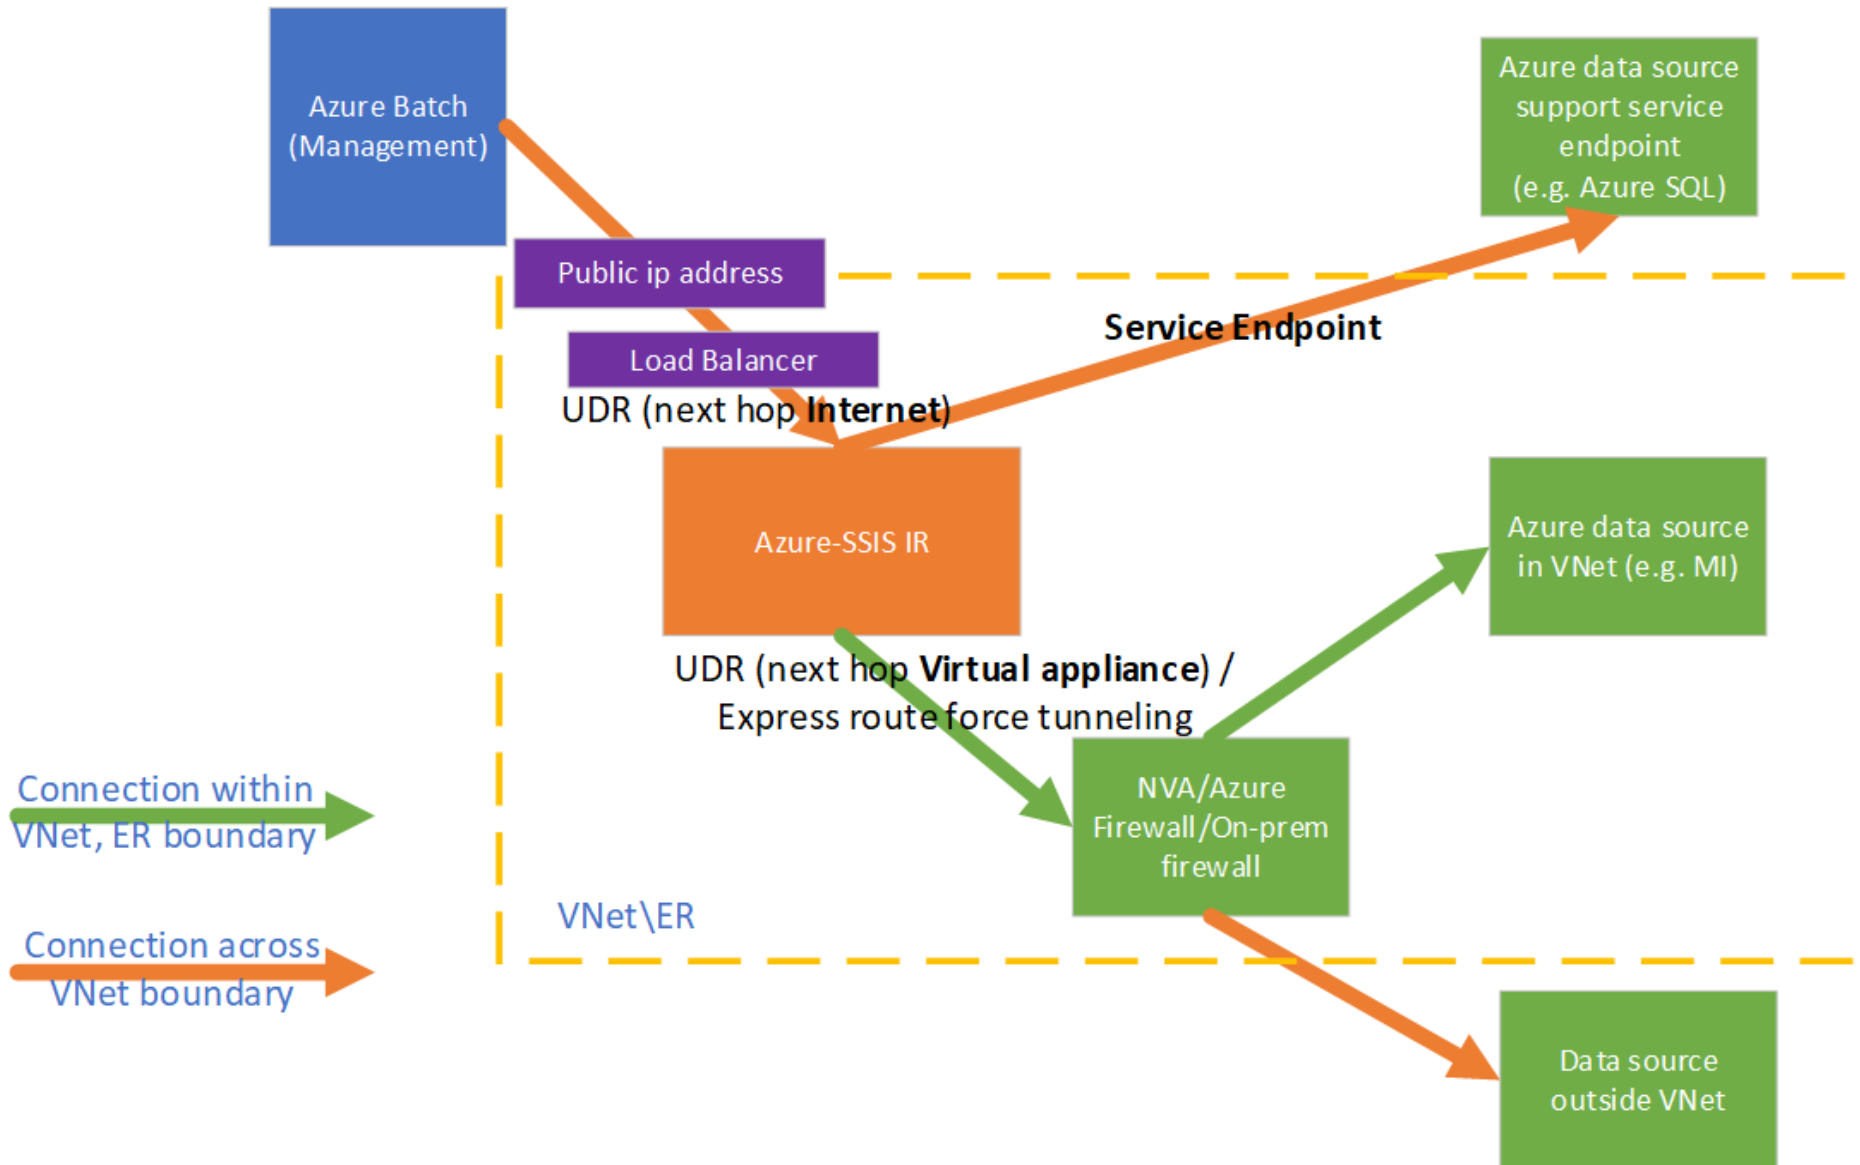 Azure Batch
(Management)
Azure data source
support service
endpoint
(e.g. Azure SQL)
Public ip address
Service Endpoint
Load Balancer
UDR (next hop Internet)
Azure-SSIS IR
Azure data source
in VNet (e.g. MI)
UDR (next hop Virtual appliance) /
Express route force tunneling
Connection within
VNet, ER boundary
NVA/Azure
Firewall/On-prem
firewall
VNet\ER
Connection across
VNet boundary
Data source
outside VNet